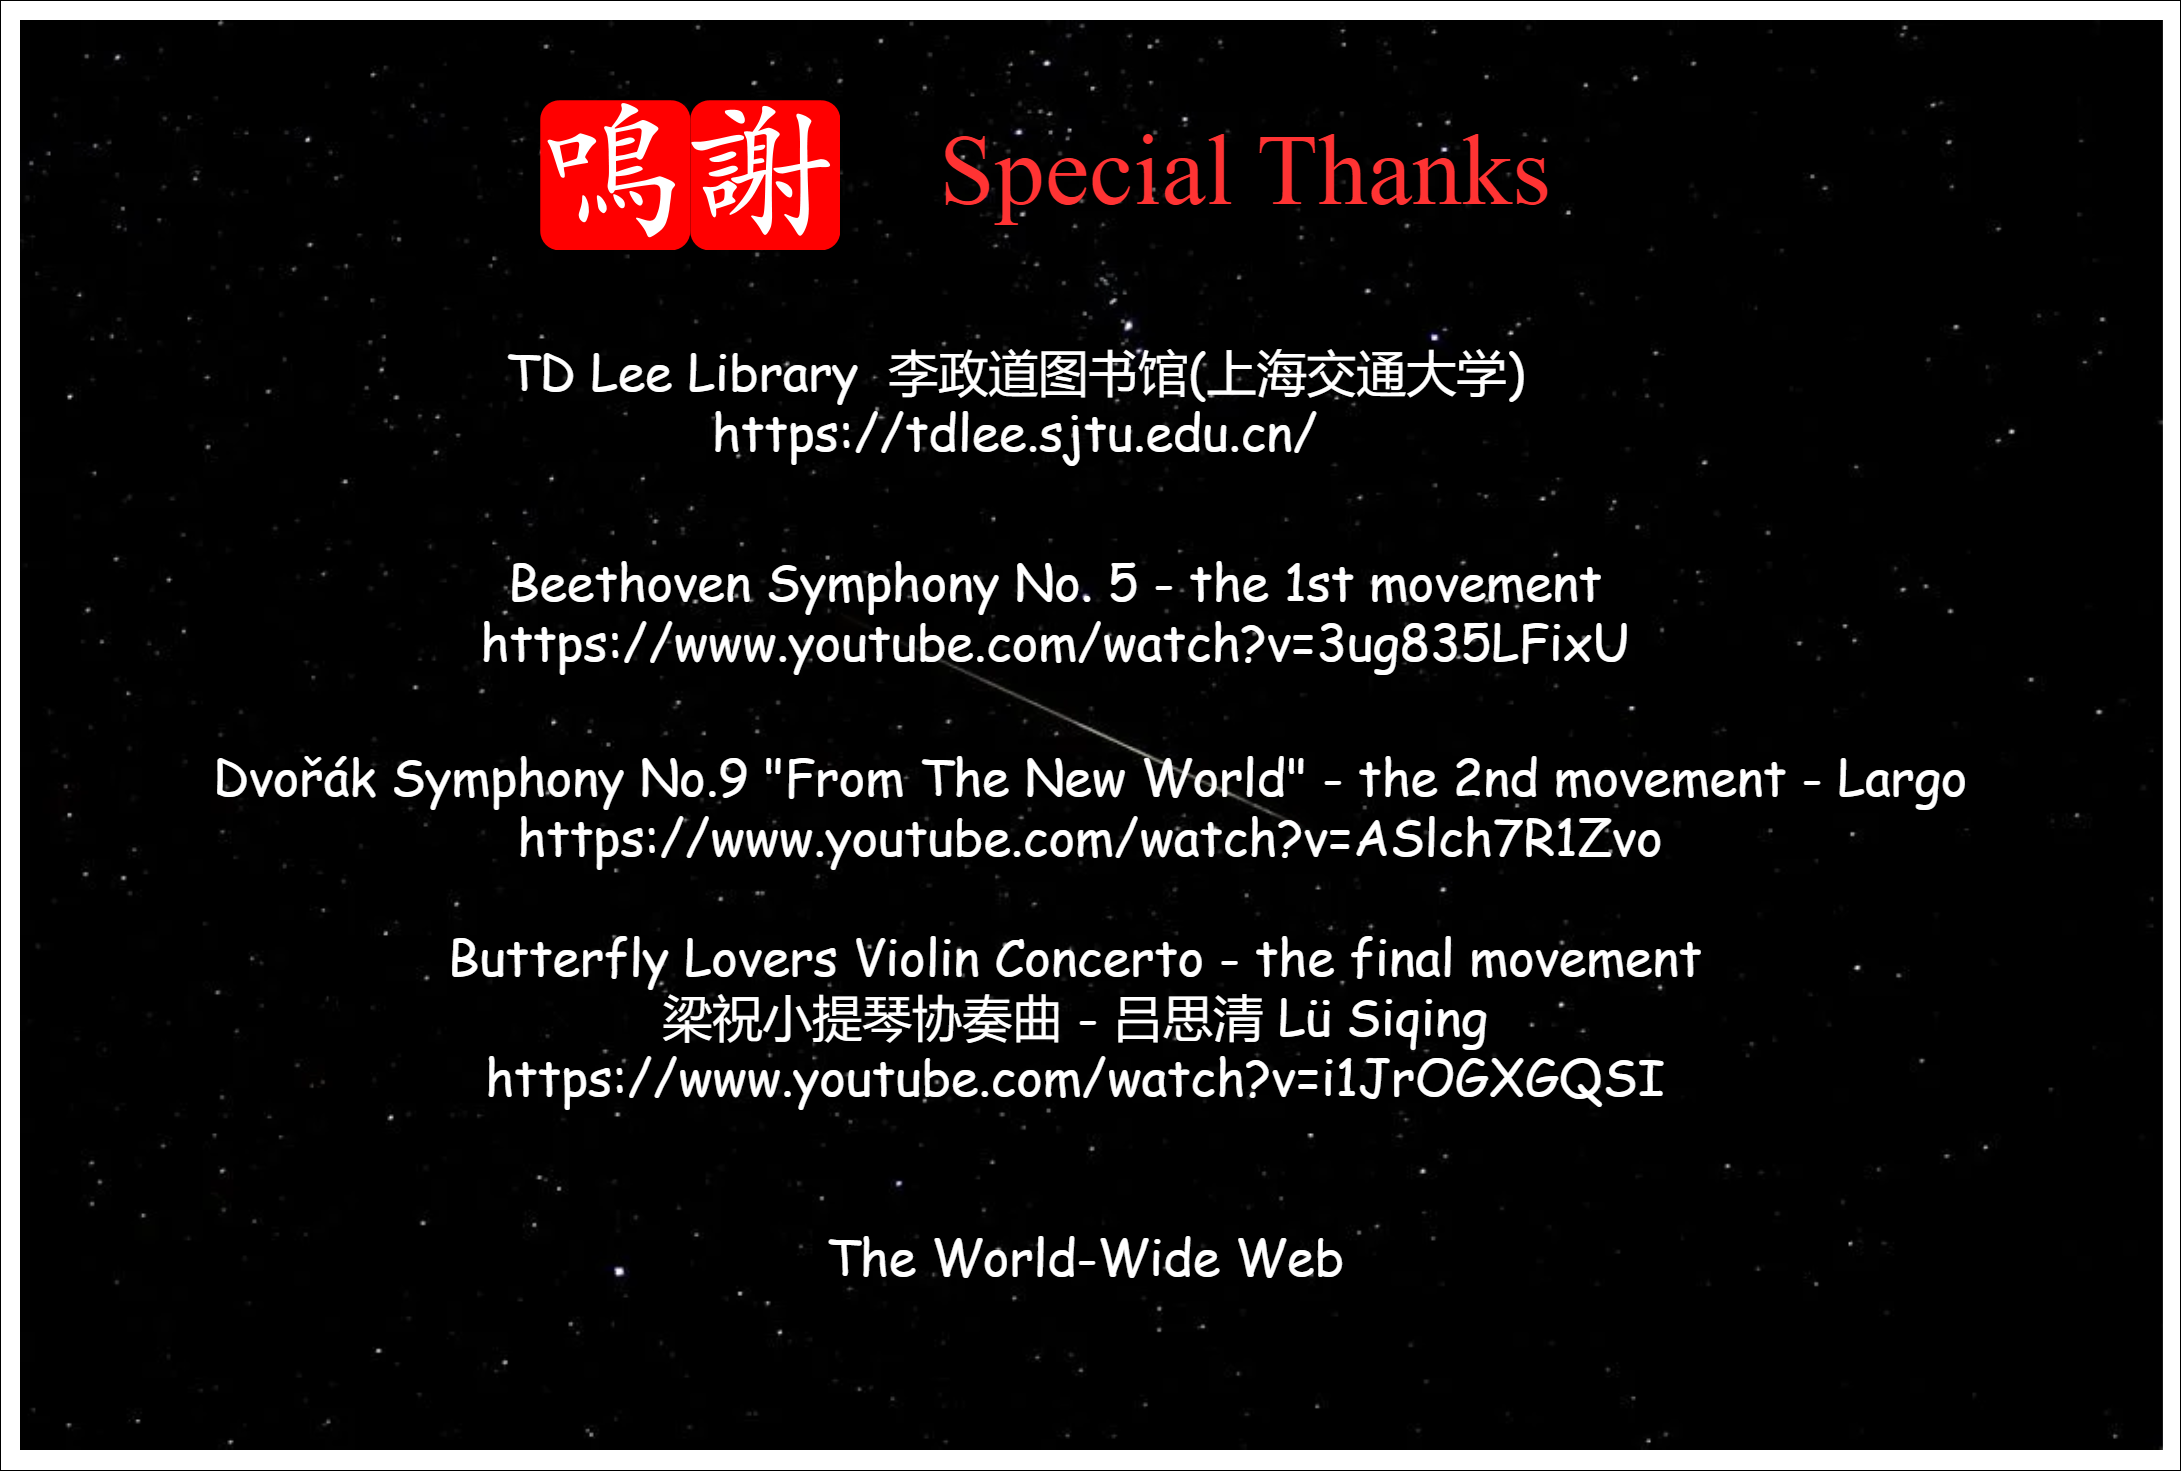 鳴謝 Special Thanks
TD Lee Library 李政道图书馆(上海交通大学)
https://tdlee.sjtu.edu.cn/
Beethoven Symphony No. 5 - the 1st movement
https://www.youtube.com/watch?v=3ug835LFixU
Dvořák Symphony No.9 "From The New World" - the 2nd movement - Largo
https://www.youtube.com/watch?v=ASlch7R1Zvo
Butterfly Lovers Violin Concerto - the final movement
梁祝小提琴协奏曲 - 吕思清 Lü Siqing
https://www.youtube.com/watch?v=i1JrOGXGQSI
The World-Wide Web